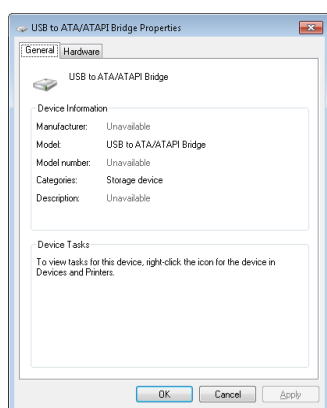 USB to ATA/ATAPI Bridge Properties
General Hardware
USB to ATA/ATAPI Bridge
Device Information
Manufacturer: Unavailable
Model: USB to ATA/ATAPI Bridge
Model number: Unavailable
Categories: Storage device
Description: Unavailable
Device Tasks
To view tasks for this device, right-click the icon for the device in
Devices and Printers.
OK Cancel Apply